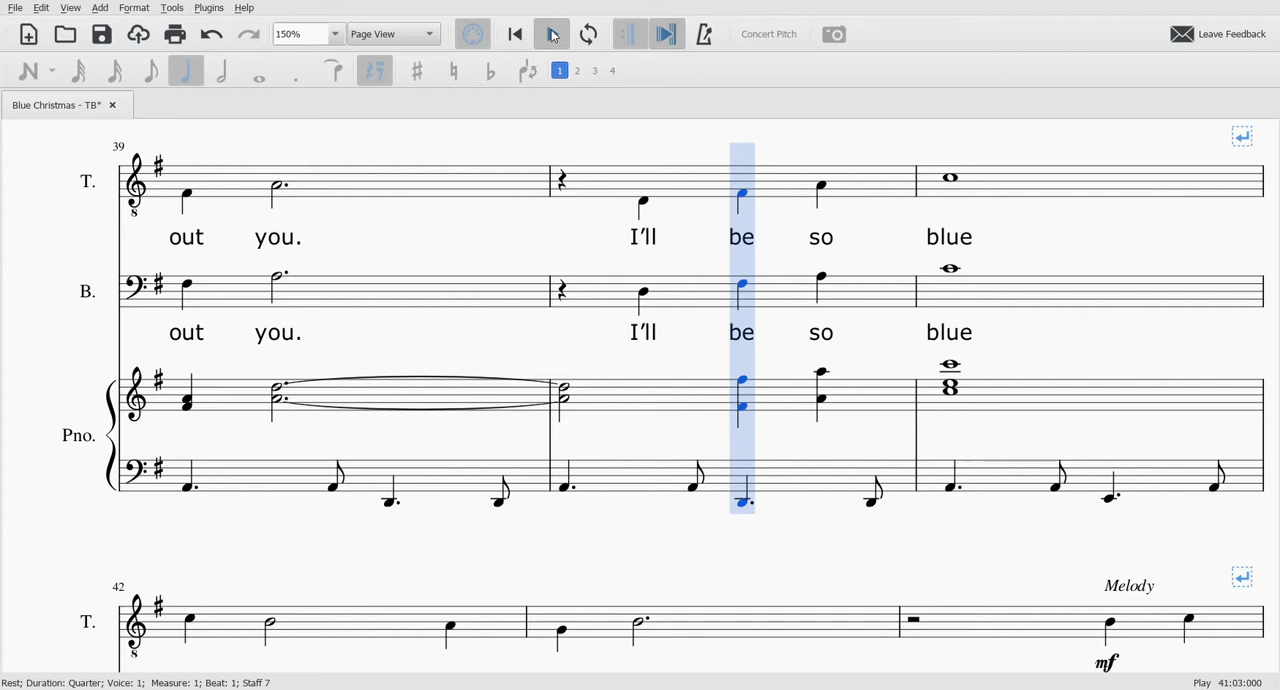 File Edit View Add Format Tools Plugins Help
150% Page View Concert Pitch Leave Feedback
1 2 3 4
Blue Christmas - TB*
39
T.
8
out you. I'll be so blue
B.
out you. I'll be so blue
Pno.
42
Melody
T.
8
mf
Rest; Duration: Quarter; Voice: 1; Measure: 1; Beat: 1; Staff 7 Play 41:03:000